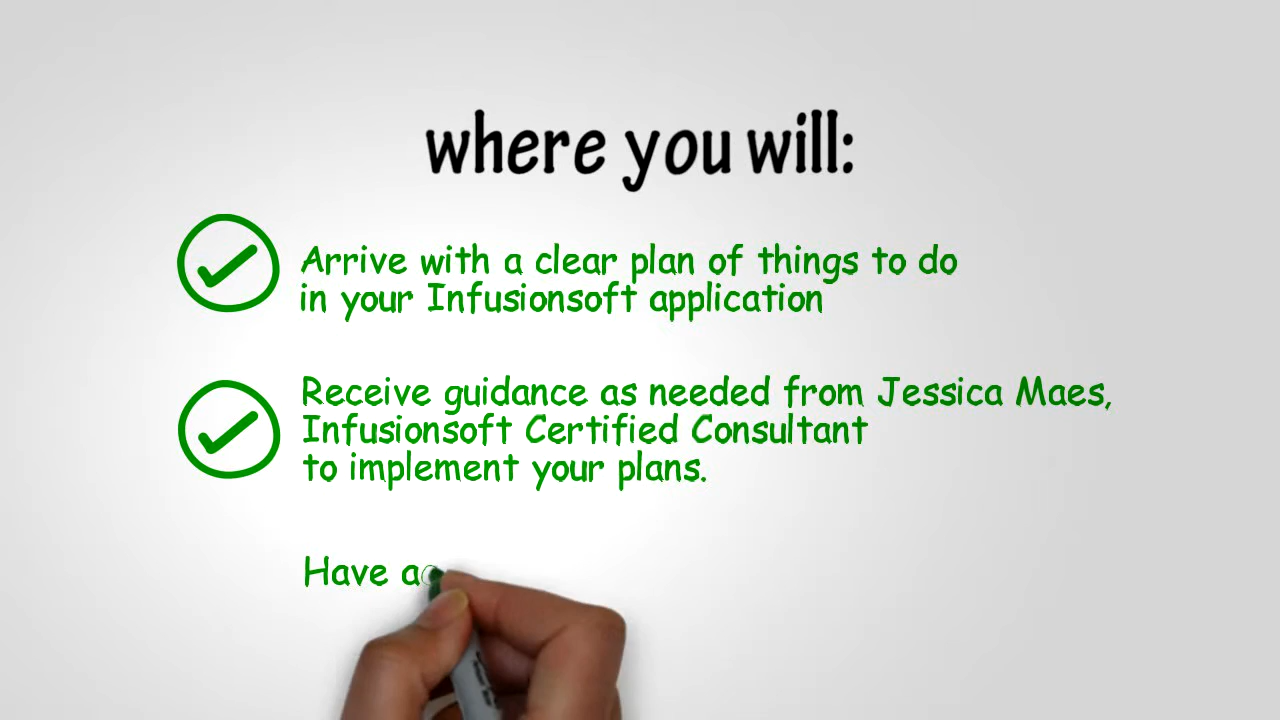 where you will:
Arrive with a clear plan of things to do
in your Infusionsoft application
Receive guidance as needed from Jessica Maes,
Infusionsoft Certified Consultant
to implement your plans.
Have